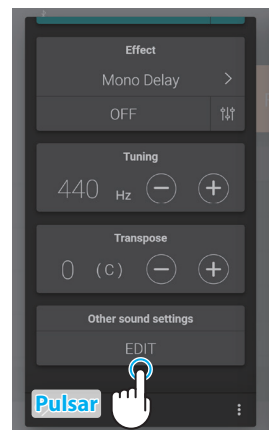 Effect
Mono Delay >
OFF
Tuning
440 Hz − +
Transpose
0 (C) − +
Other sound settings
EDIT
Pulsar